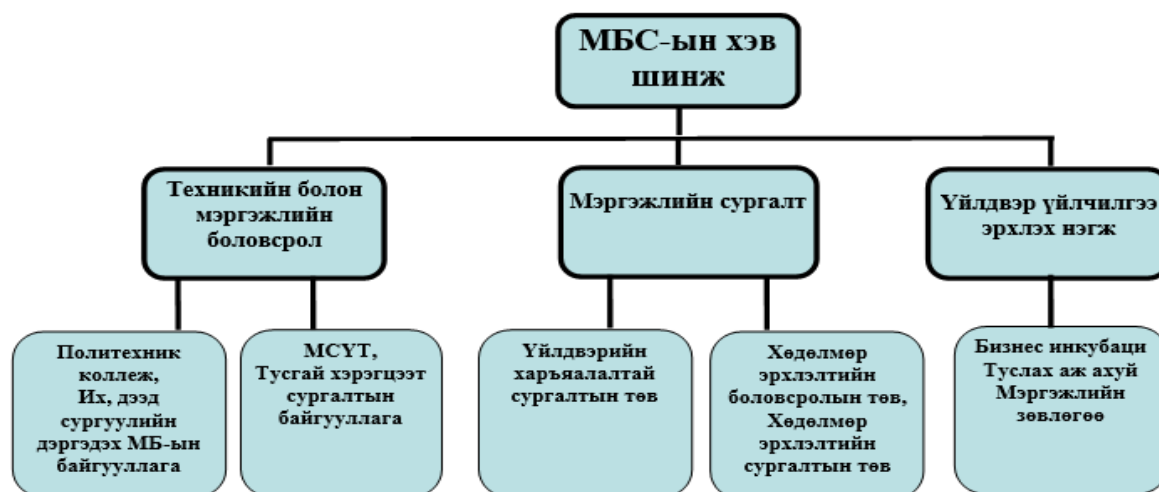 МБС-ын хэв
шинж
Техникийн болон
мэргэжлийн
боловсрол
Мэргэжлийн сургалт
Үйлдвэр үйлчилгээ
эрхлэх нэгж
Политехник
коллеж,
Их, дээд
сургуулийн
дэргэдэх МБ-ын
байгууллага
МСҮТ,
Тусгай хэрэгцээт
сургалтын
байгууллага
Үйлдвэрийн
харъяалалтай
сургалтын төв
Хөдөлмөр
эрхлэлтийн
боловсролын төв,
Хөдөлмөр
эрхлэлтийн
сургалтын төв
Бизнес инкубаци
Туслах аж ахуй
Мэргэжлийн
зөвлөгөө